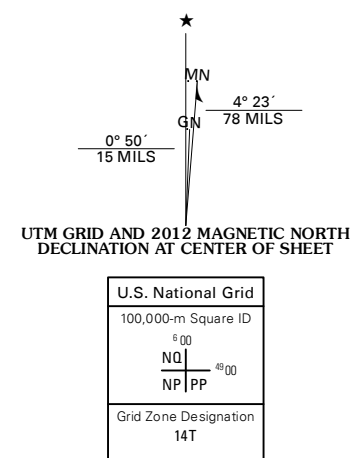 ★
MN
4° 23´
78 MILS
GN
0° 50´
15 MILS
UTM GRID AND 2012 MAGNETIC NORTH
DECLINATION AT CENTER OF SHEET
U.S. National Grid
100,000-m Square ID
6 00
NQ
49 00
NP PP
Grid Zone Designation
14T